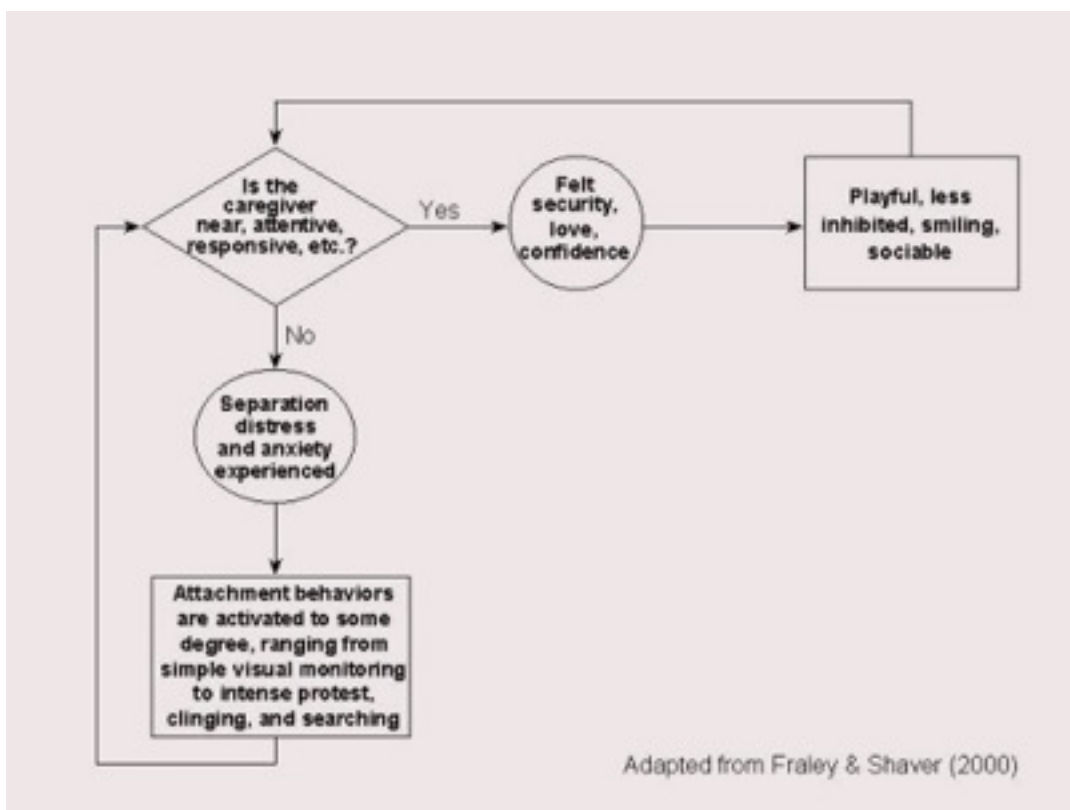 Is the
caregiver
near, attentive,
responsive, etc.?
Yes
Felt
security,
love,
confidence
Playful, less
inhibited, smiling,
sociable
No
Separation
distress
and anxiety
experienced
Attachment behaviors
are activated to some
degree, ranging from
simple visual monitoring
to intense protest,
clinging, and searching
Adapted from Fraley & Shaver (2000)